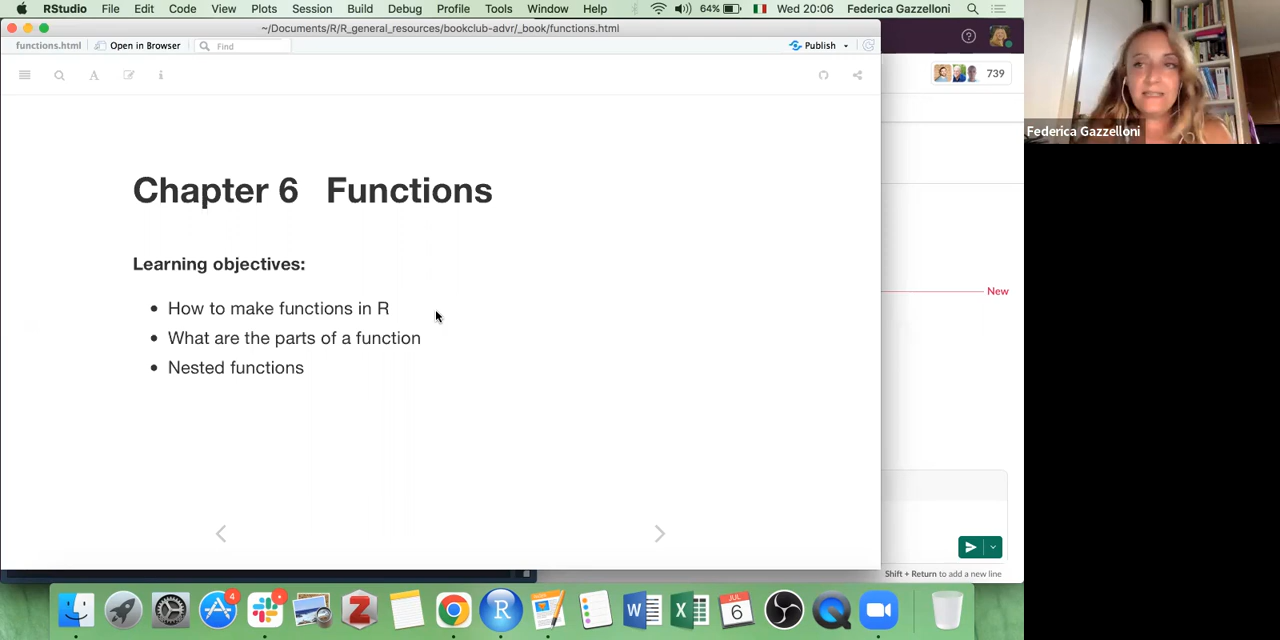 RStudio File Edit Code View Plots Session Build Debug Profile Tools Window Help 64% Wed 20:06 Federica Gazzelloni
~/Documents/R/R_general_resources/bookclub-advr/_book/functions.html
functions.html Open in Browser Find Publish
A i
739
Federica Gazzelloni
Chapter 6 Functions
Learning objectives:
• How to make functions in R
• What are the parts of a function
• Nested functions
New
Shift + Return to add a new line
4
JUL
6
Z
R
W
X